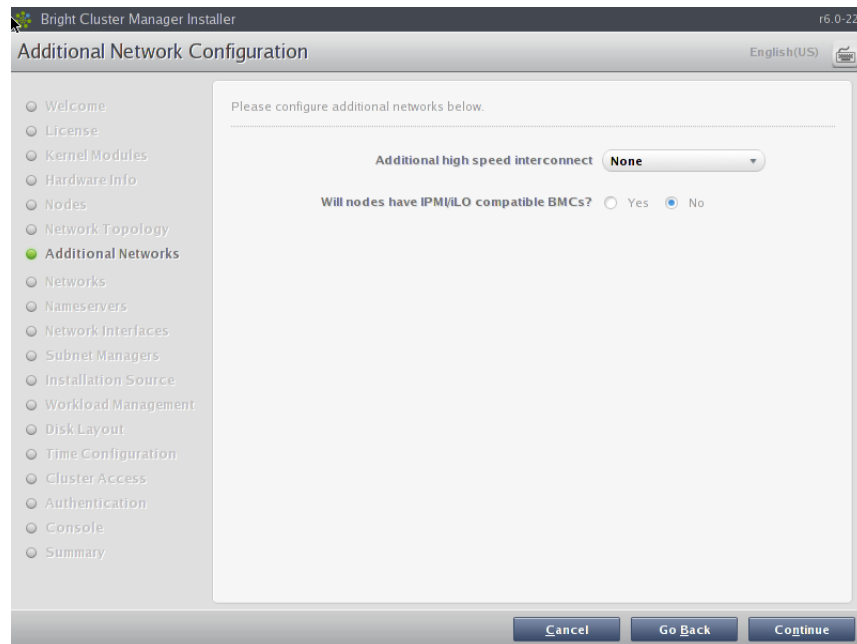 Bright Cluster Manager Installer
r6.0-22
Additional Network Configuration
English(US)
Welcome
License
Kernel Modules
Hardware Info
Nodes
Network Topology
Additional Networks
Networks
Nameservers
Network Interfaces
Subnet Managers
Installation Source
Workload Management
Disk Layout
Time Configuration
Cluster Access
Authentication
Console
Summary
Please configure additional networks below.
Additional high speed interconnect None
Will nodes have IPMI/iLO compatible BMCs? Yes No
Cancel Go Back Continue